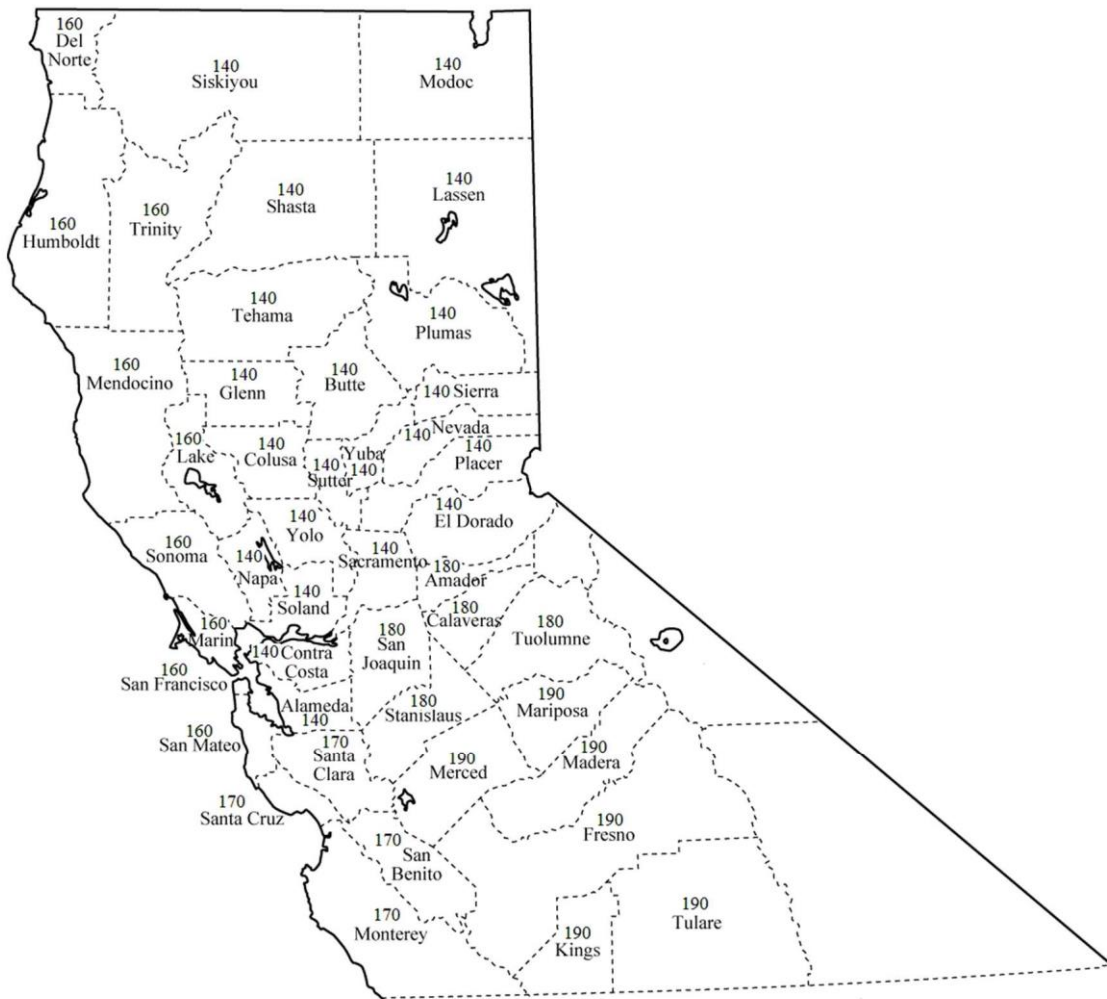 160
Del
Norte
140
Siskiyou
140
Modoc
160
Humboldt
160
Trinity
140
Shasta
140
Lassen
140
Tehama
140
Plumas
160
Mendocino
140
Glenn
140
Butte
140 Sierra
Nevada
140
160
Lake
140
Colusa
140
Sutter
Yuba
140
140
Placer
140
El Dorado
160
Sonoma
140
Napa
140
Yolo
140
Sacramento
180
Amador
140
Soland
180
Calaveras
180
Tuolumne
160
Marin
140 Contra
Costa
180
San
Joaquin
160
San Francisco
Alameda
140
180
Stanislaus
190
Mariposa
160
San Mateo
170
Santa
Clara
190
Merced
190
Madera
170
Santa Cruz
190
Fresno
170 San
Benito
170
Monterey
190
Kings
190
Tulare